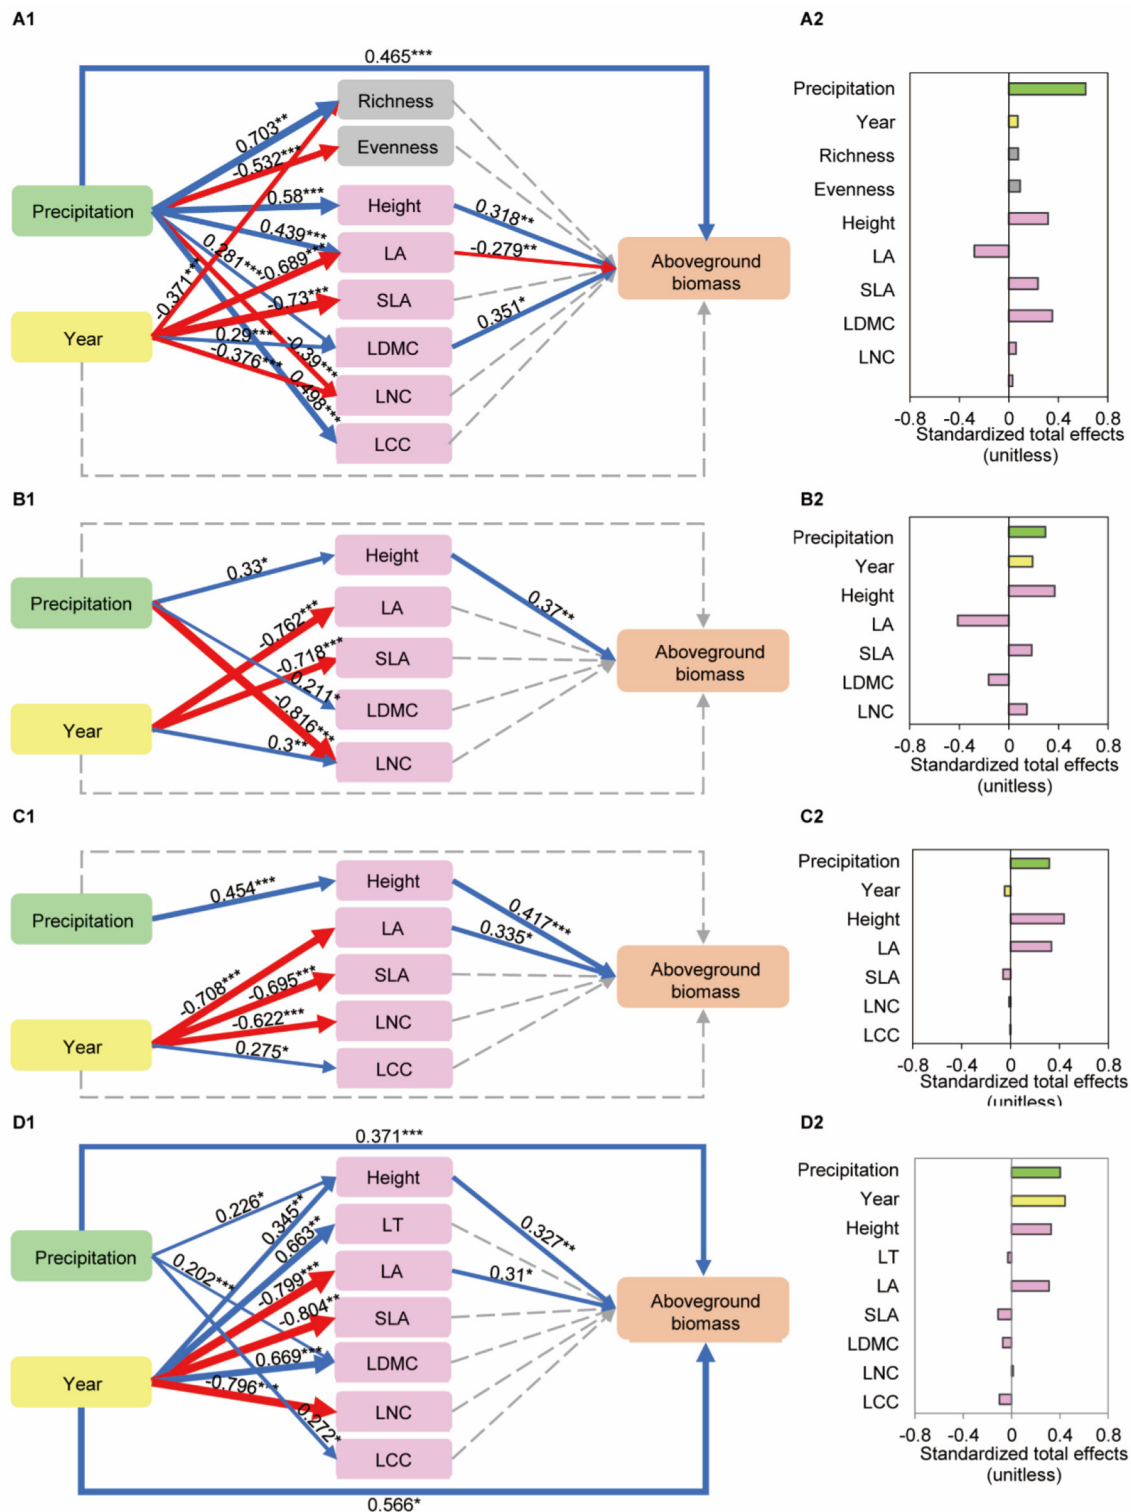 A1
A2
0.465***
Richness
Evenness
Height
LA
SLA
LDMC
LNC
LCC
Precipitation
Year
Aboveground
biomass
0.703**
-0.532***
0.58***
0.439***
0.281***
-0.371***
-0.689***
-0.73***
0.29***
-0.376***
-0.39***
0.498***
0.318**
-0.279**
0.351*
Precipitation
Year
Richness
Evenness
Height
LA
SLA
LDMC
LNC
-0.8 -0.4 0 0.4 0.8
Standardized total effects
(unitless)
B1
B2
Height
LA
SLA
LDMC
LNC
Precipitation
Year
Aboveground
biomass
0.33*
-0.762***
-0.718***
0.211*
-0.816***
0.3**
0.37**
Precipitation
Year
Height
LA
SLA
LDMC
LNC
-0.8 -0.4 0 0.4 0.8
Standardized total effects
(unitless)
C1
C2
Height
LA
SLA
LNC
LCC
Precipitation
Year
Aboveground
biomass
0.454***
-0.708***
-0.695***
-0.622***
0.275*
0.417***
0.335*
Precipitation
Year
Height
LA
SLA
LNC
LCC
-0.8 -0.4 0 0.4 0.8
Standardized total effects
(unitless)
D1
D2
0.371***
Height
LT
LA
SLA
LDMC
LNC
LCC
Precipitation
Year
Aboveground
biomass
0.226*
0.345**
0.663**
0.202***
-0.799***
-0.804**
0.669***
-0.796***
0.272*
0.327**
0.31*
0.566*
Precipitation
Year
Height
LT
LA
SLA
LDMC
LNC
LCC
-0.8 -0.4 0 0.4 0.8
Standardized total effects
(unitless)